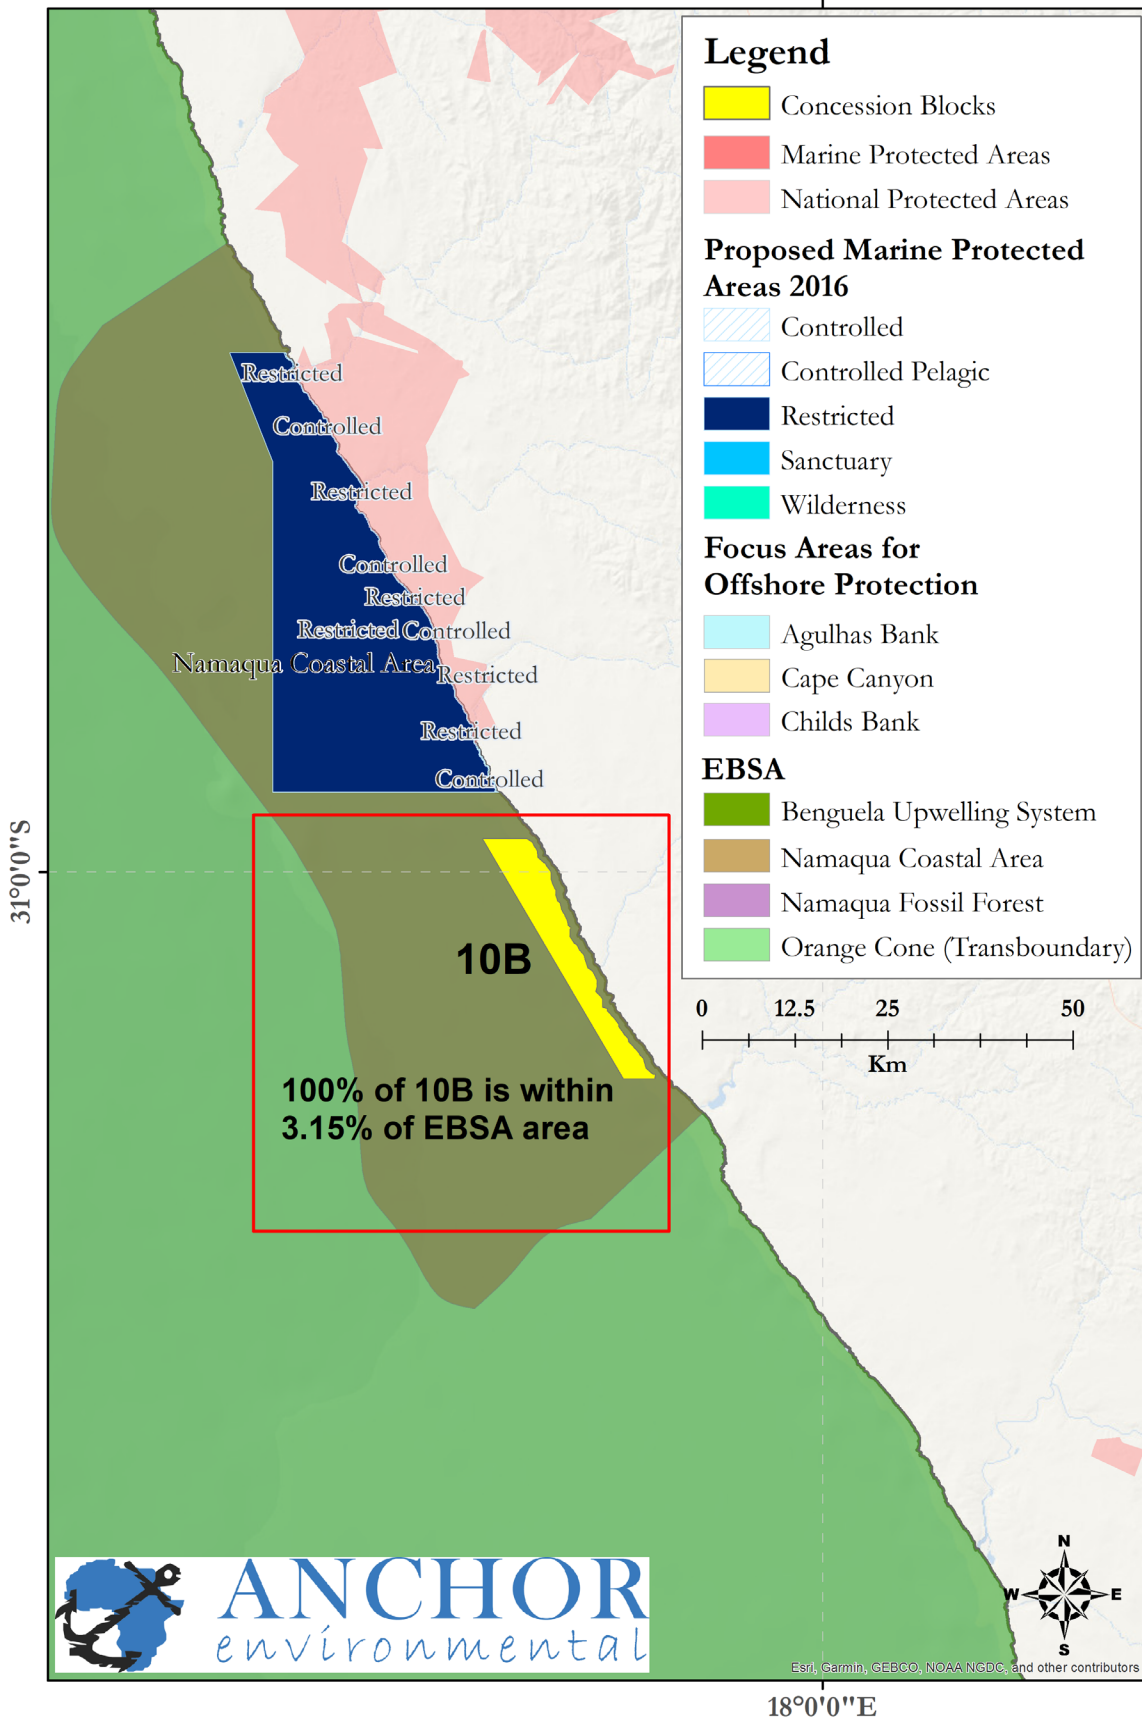 Legend
Concession Blocks
Marine Protected Areas
National Protected Areas
Proposed Marine Protected
Areas 2016
Controlled
Controlled Pelagic
Restricted
Sanctuary
Wilderness
Focus Areas for
Offshore Protection
Agulhas Bank
Cape Canyon
Childs Bank
EBSA
Benguela Upwelling System
Namaqua Coastal Area
Namaqua Fossil Forest
Orange Cone (Transboundary)
0 12.5 25 50
Km
Restricted
Controlled
Restricted
Controlled
Restricted
Restricted Controlled
Namaqua Coastal Area
Restricted
Restricted
Controlled
31°0'0"S
10B
100% of 10B is within
3.15% of EBSA area
N
W E
S
ANCHOR
environmental
Esri, Garmin, GEBCO, NOAA NGDC, and other contributors
18°0'0"E